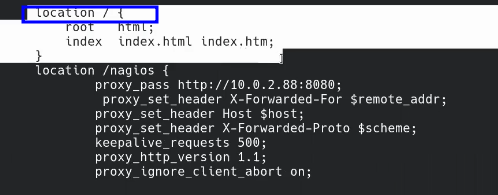 location / {
root html;
index index.html index.htm;
}
location /nagios {
proxy_pass http://10.0.2.88:8080;
proxy_set_header X-Forwarded-For $remote_addr;
proxy_set_header Host $host;
proxy_set_header X-Forwarded-Proto $scheme;
keepalive_requests 500;
proxy_http_version 1.1;
proxy_ignore_client_abort on;